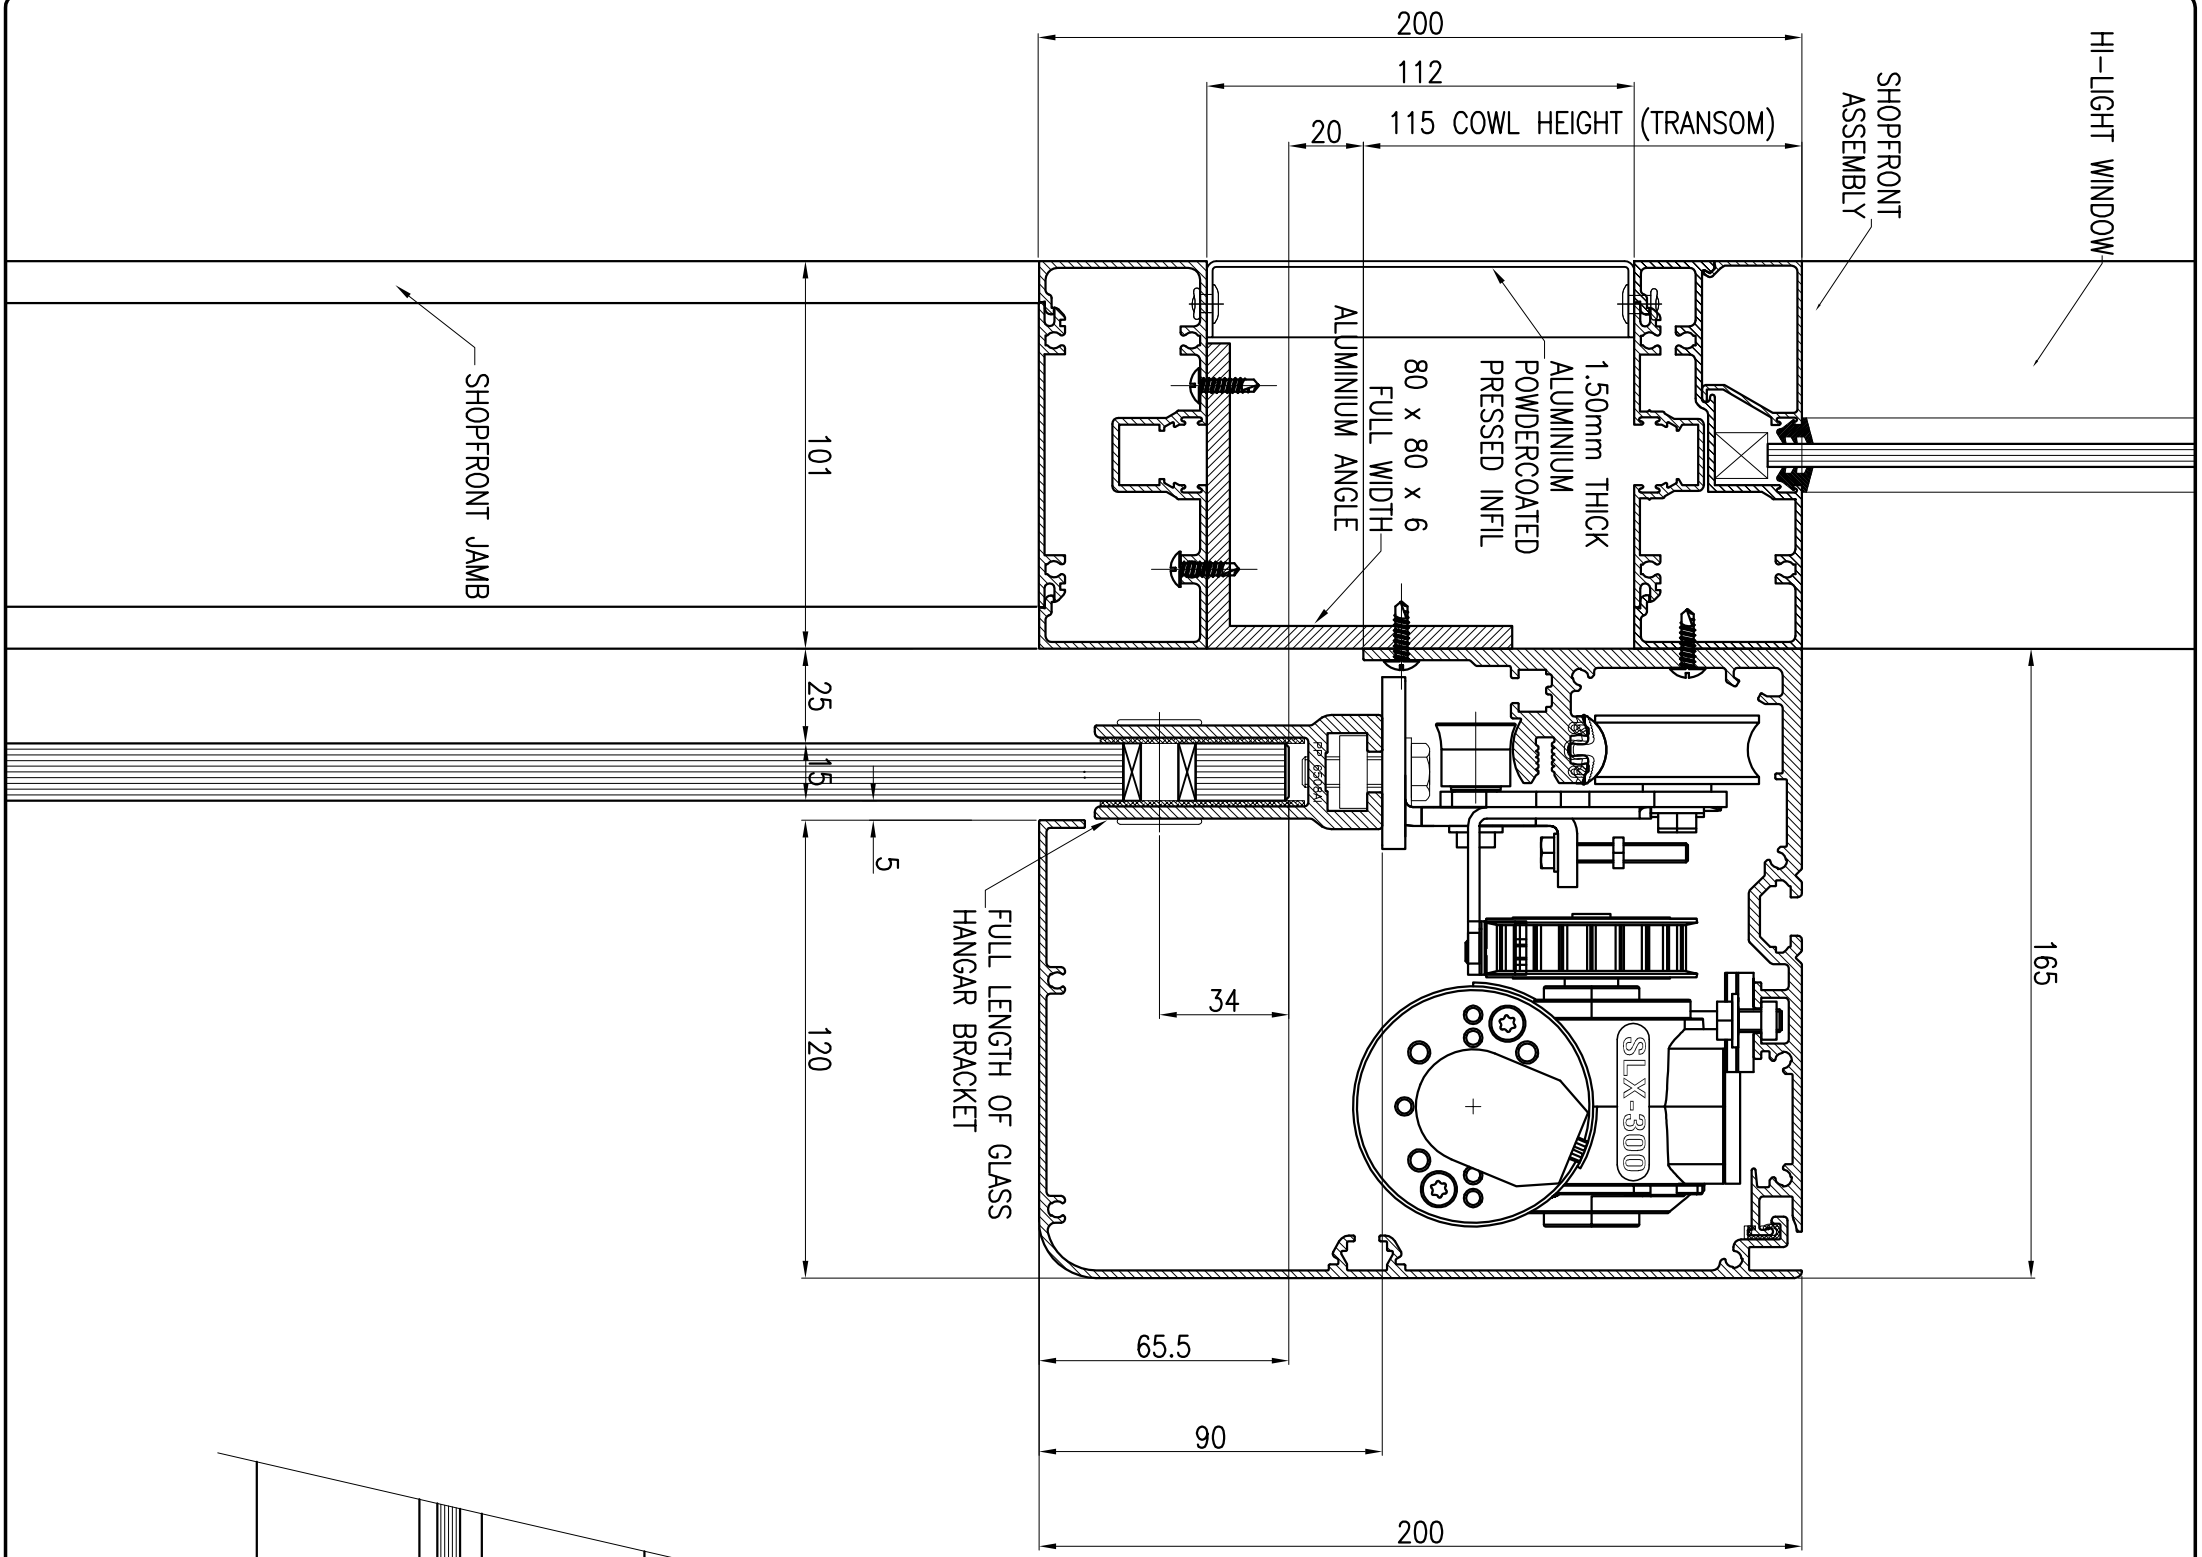 200
112
115 COWL HEIGHT (TRANSOM)
20
HI-LIGHT WINDOW
SHOPFRONT
ASSEMBLY
1.50mm THICK
ALUMINIUM
POWDERCOATED
PRESSED INFIL
80 x 80 x 6
FULL WIDTH
ALUMINIUM ANGLE
SHOPFRONT JAMB
101
25
15
5
120
165
34
FULL LENGTH OF GLASS
HANGAR BRACKET
SLX-300
65.5
90
200